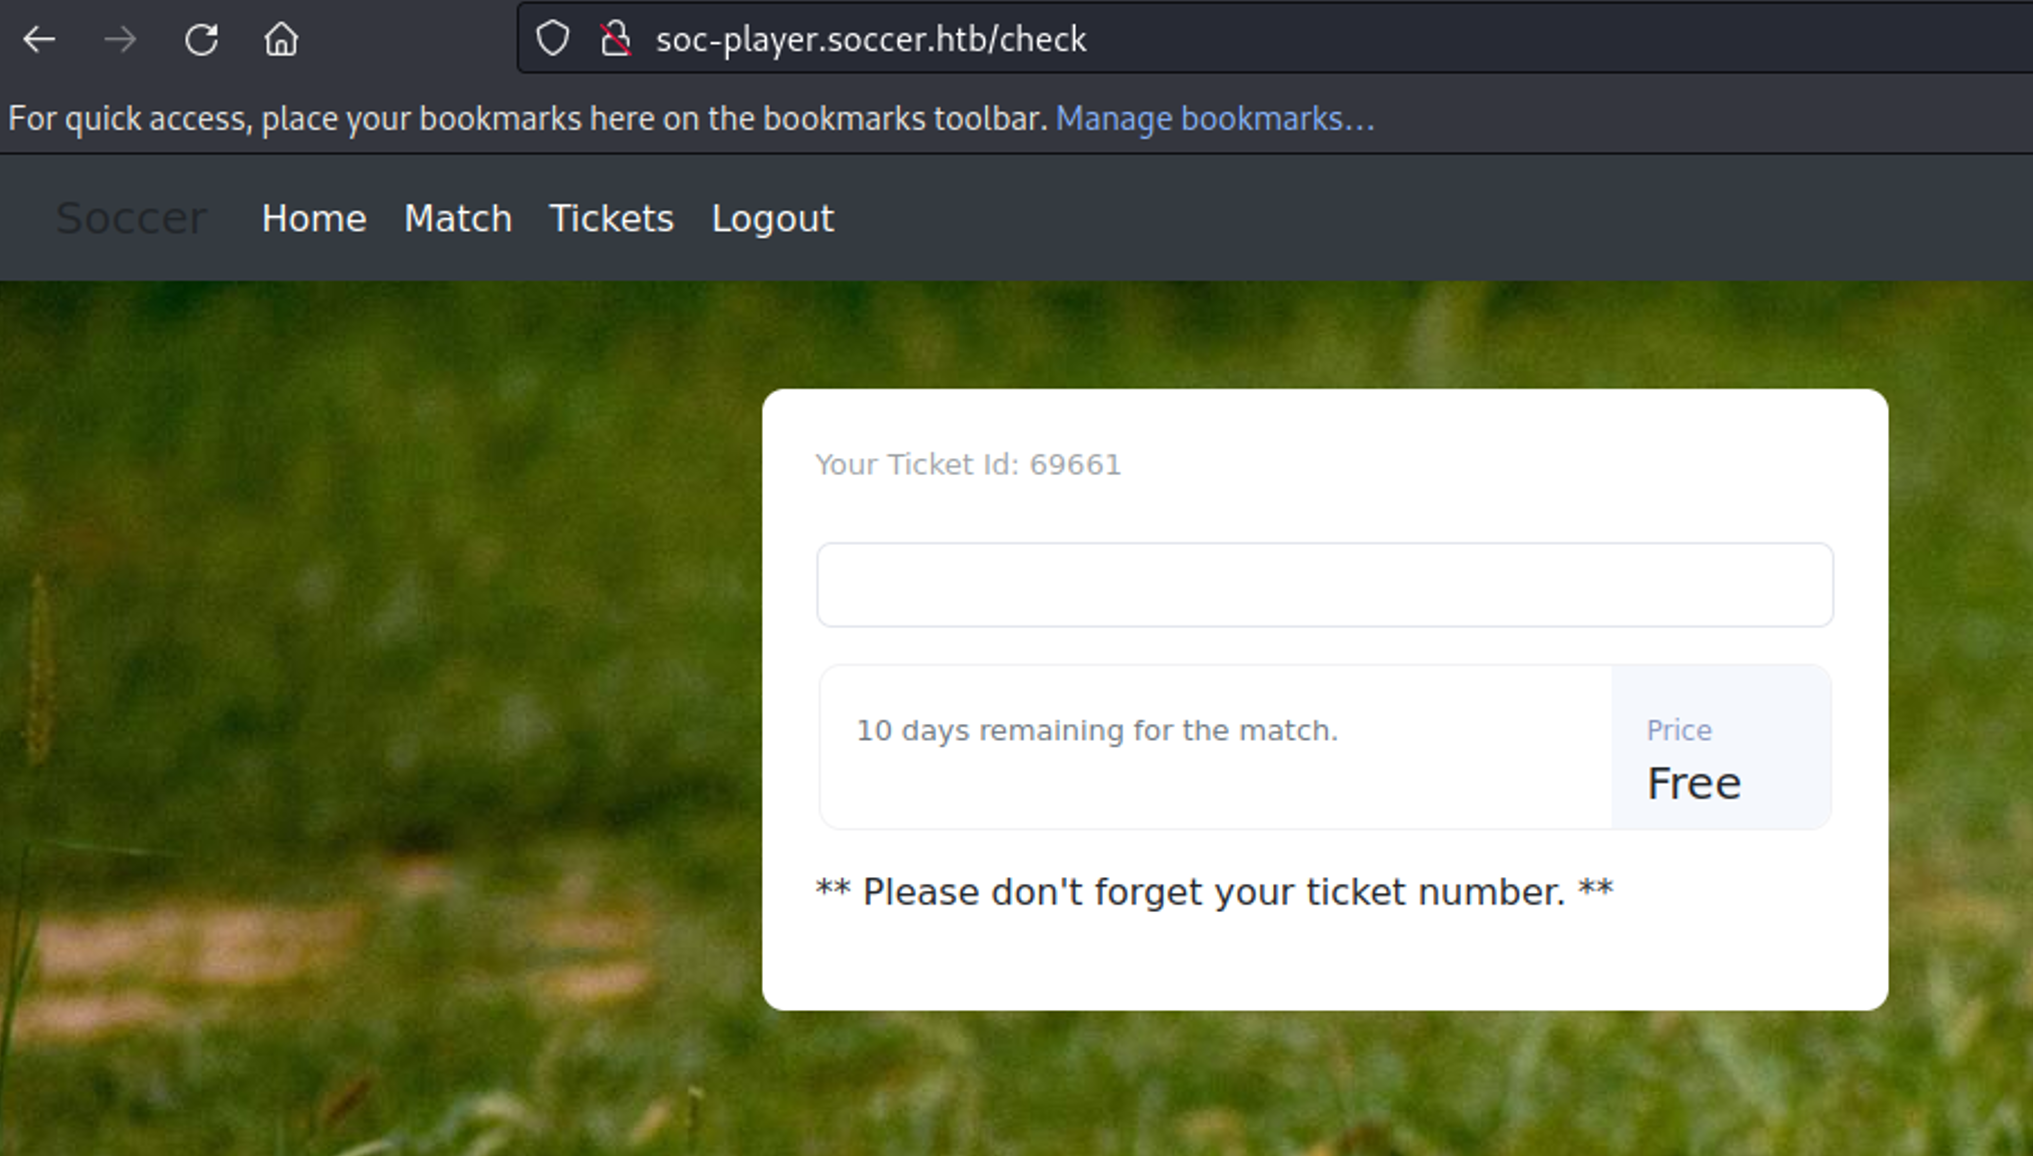 soc-player.soccer.htb/check
For quick access, place your bookmarks here on the bookmarks toolbar. Manage bookmarks...
Soccer Home Match Tickets Logout
Your Ticket Id: 69661
10 days remaining for the match.
Price
Free
** Please don't forget your ticket number. **